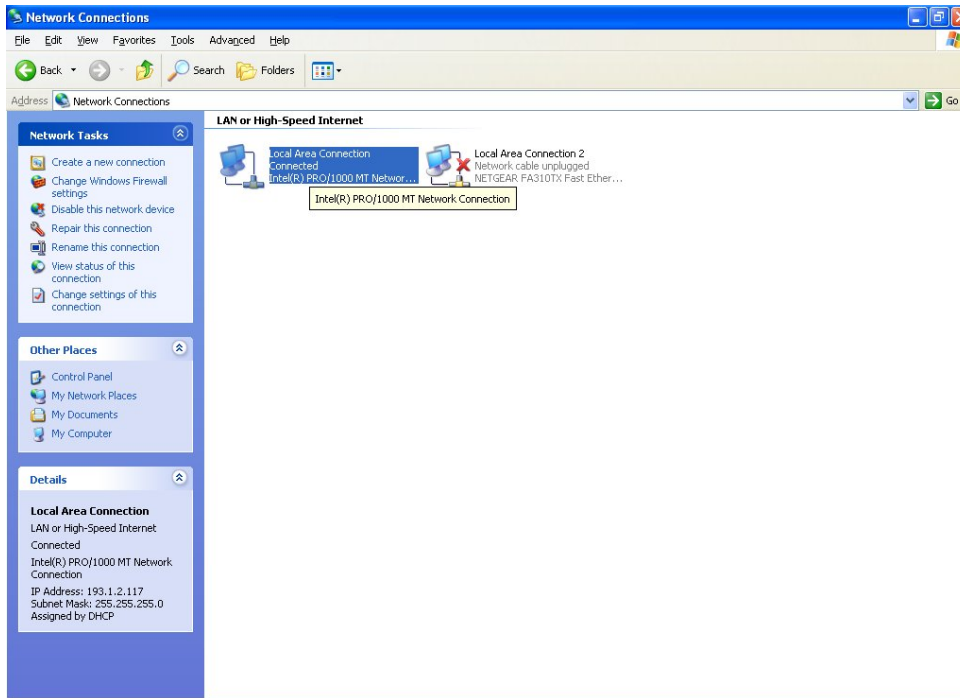 Network Connections
File Edit View Favorites Tools Advanced Help
Back Search Folders
Address Network Connections Go
Network Tasks
Create a new connection
Change Windows Firewall
settings
Disable this network device
Repair this connection
Rename this connection
View status of this
connection
Change settings of this
connection
Other Places
Control Panel
My Network Places
My Documents
My Computer
Details
Local Area Connection
LAN or High-Speed Internet
Connected
Intel(R) PRO/1000 MT Network
Connection
IP Address: 193.1.2.117
Subnet Mask: 255.255.255.0
Assigned by DHCP
LAN or High-Speed Internet
Local Area Connection
Connected
Intel(R) PRO/1000 MT Networ...
Intel(R) PRO/1000 MT Network Connection
Local Area Connection 2
Network cable unplugged
NETGEAR FA310TX Fast Ether...